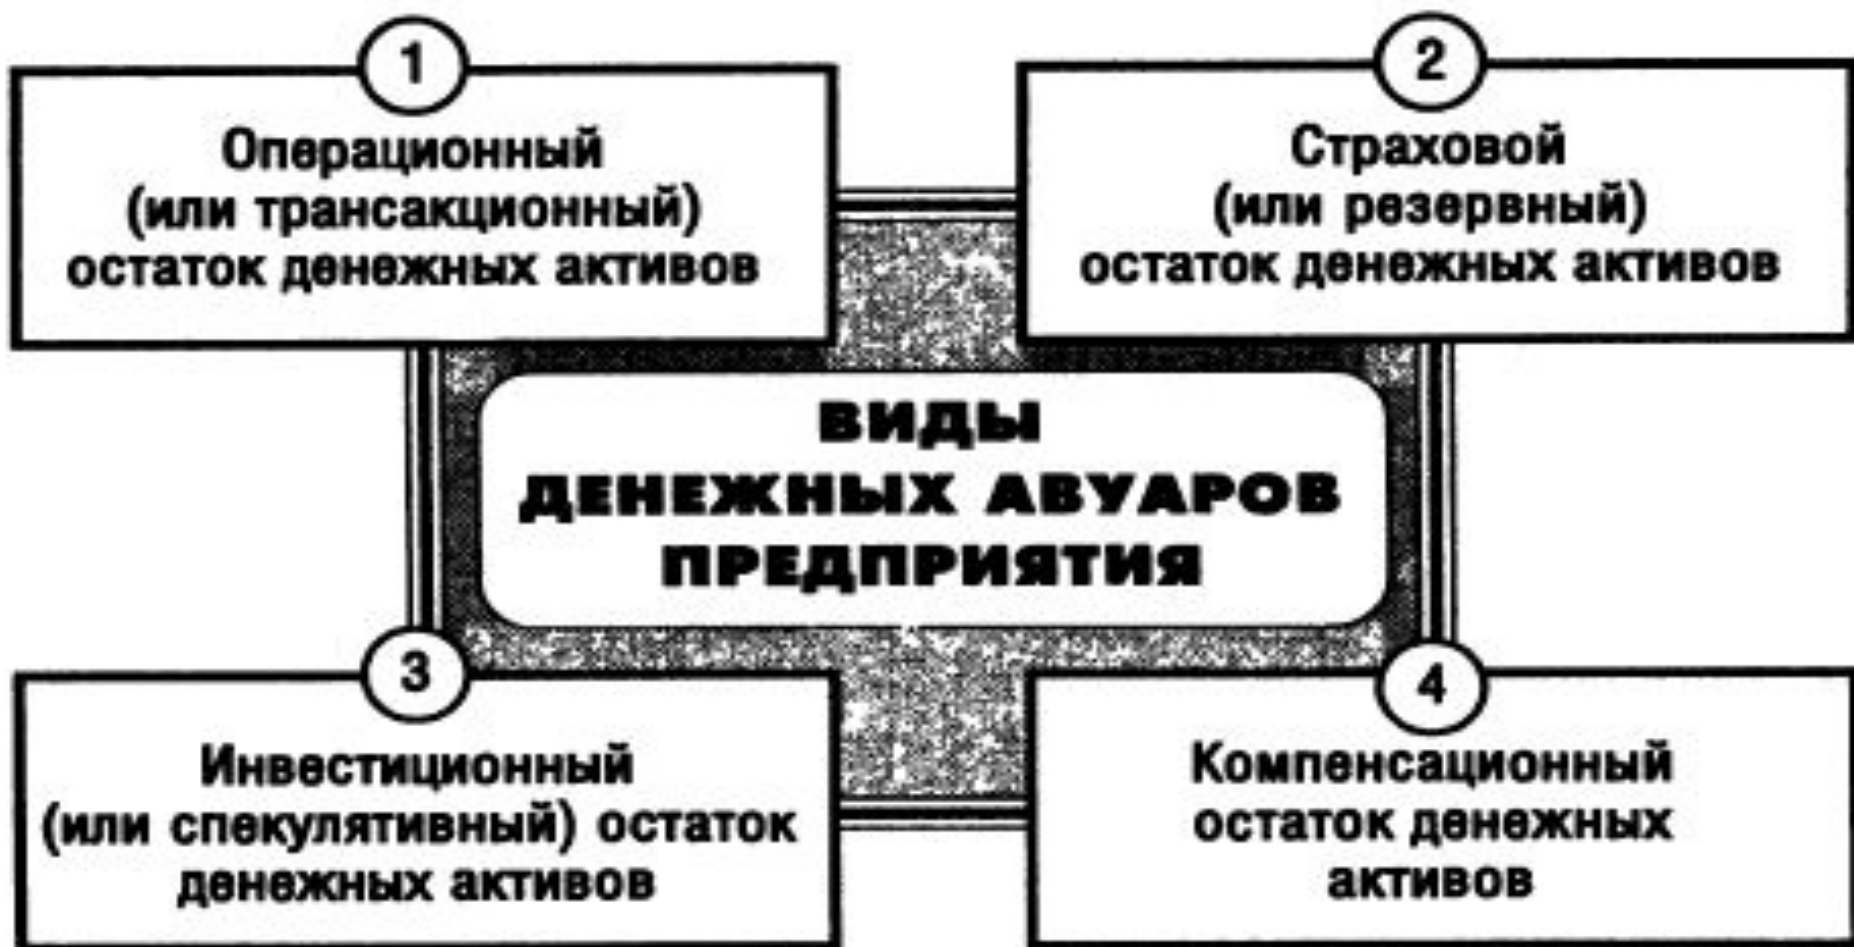 1
Операционный
(или трансакционный)
остаток денежных активов
2
Страховой
(или резервный)
остаток денежных активов
ВИДЫ
ДЕНЕЖНЫХ АВУАРОВ
ПРЕДПРИЯТИЯ
3
Инвестиционный
(или спекулятивный) остаток
денежных активов
4
Компенсационный
остаток денежных
активов